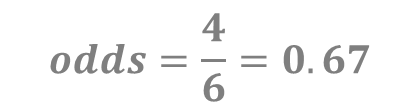 odds = 4/6 = 0.67